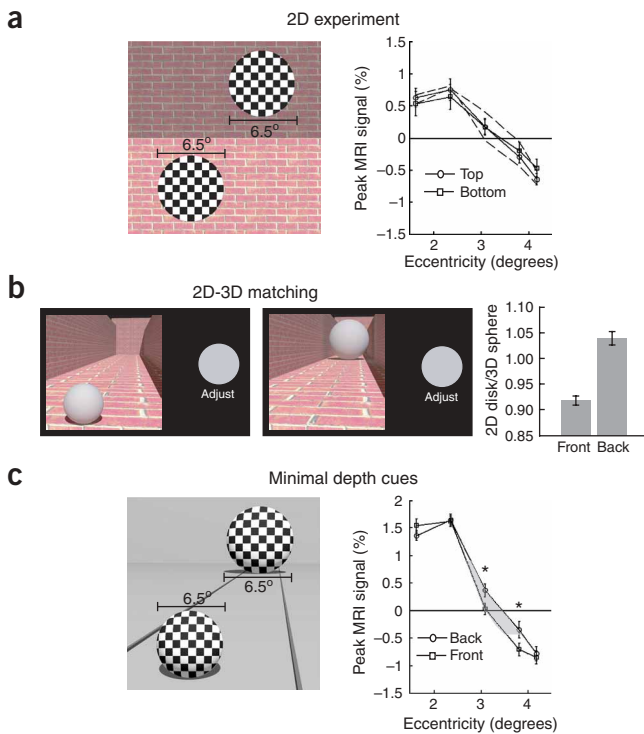 a
2D experiment
6.5°
6.5°
Peak MRI signal (%)
1.5
1
0.5
0
−0.5
−1
−1.5
Top
Bottom
2 3 4
Eccentricity (degrees)
b
2D-3D matching
Adjust
Adjust
2D disk/3D sphere
1.10
1.05
1.00
0.95
0.90
0.85
Front Back
c
Minimal depth cues
6.5°
6.5°
Peak MRI signal (%)
2
1.5
1
0.5
0
−0.5
−1
−1.5
*
*
Back
Front
2 3 4
Eccentricity (degrees)